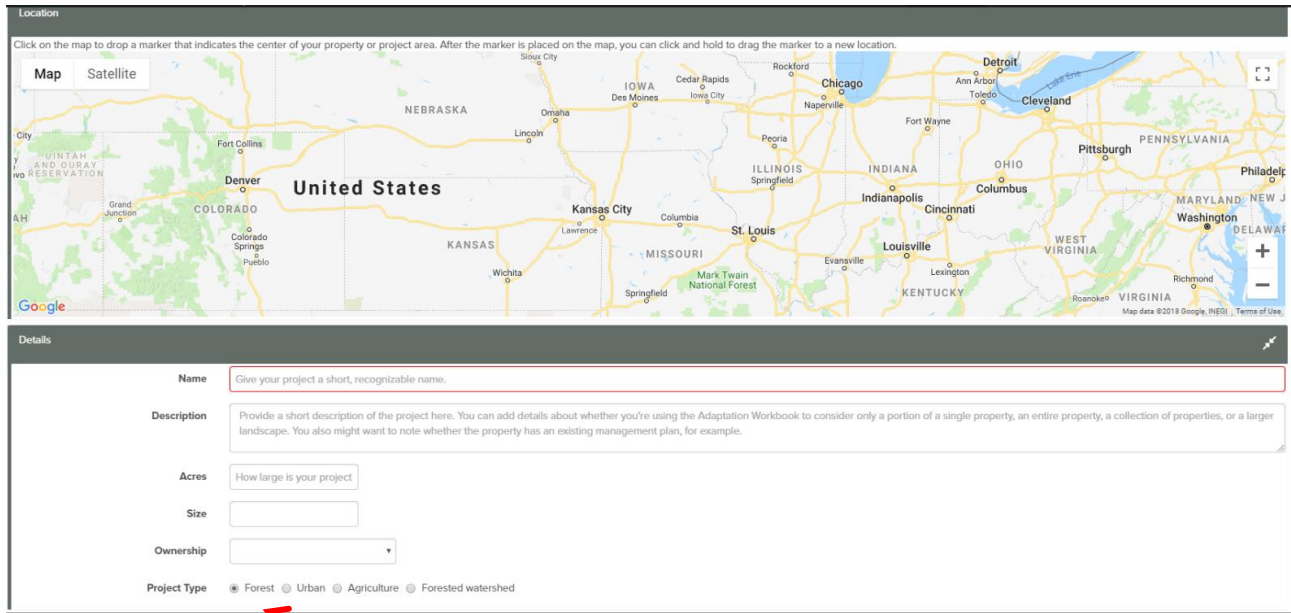 Location
Click on the map to drop a marker that indicates the center of your property or project area. After the marker is placed on the map, you can click and hold to drag the marker to a new location.
Map Satellite
Sioux City
Rockford
Detroit
Ann Arbor
Lake Erie
Toledo
Cleveland
IOWA
Cedar Rapids
Des Moines
Iowa City
Chicago
Naperville
NEBRASKA
Omaha
Fort Wayne
City
Fort Collins
Lincoln
Peoria
PENNSYLVANIA
Pittsburgh
UINTAH
AND OURAY
RESERVATION
ILLINOIS
Springfield
INDIANA
OHIO
Philadelp
Denver
United States
Indianapolis
Columbus
MARYLAND
NEW J
Grand
Junction
COLORADO
Kansas City
Columbia
Cincinnati
Washington
AH
Lawrence
St. Louis
DELAWAR
Colorado
Springs
KANSAS
MISSOURI
Evansville
Louisville
WEST
VIRGINIA
Pueblo
Wichita
Mark Twain
National Forest
Lexington
Springfield
KENTUCKY
Richmond
Roanoke
VIRGINIA
Google
Map data ©2018 Google, INEGI Terms of Use
Details
Name Give your project a short, recognizable name.
Description Provide a short description of the project here. You can add details about whether you're using the Adaptation Workbook to consider only a portion of a single property, an entire property, a collection of properties, or a larger
landscape. You also might want to note whether the property has an existing management plan, for example.
Acres How large is your project
Size
Ownership
Project Type Forest Urban Agriculture Forested watershed